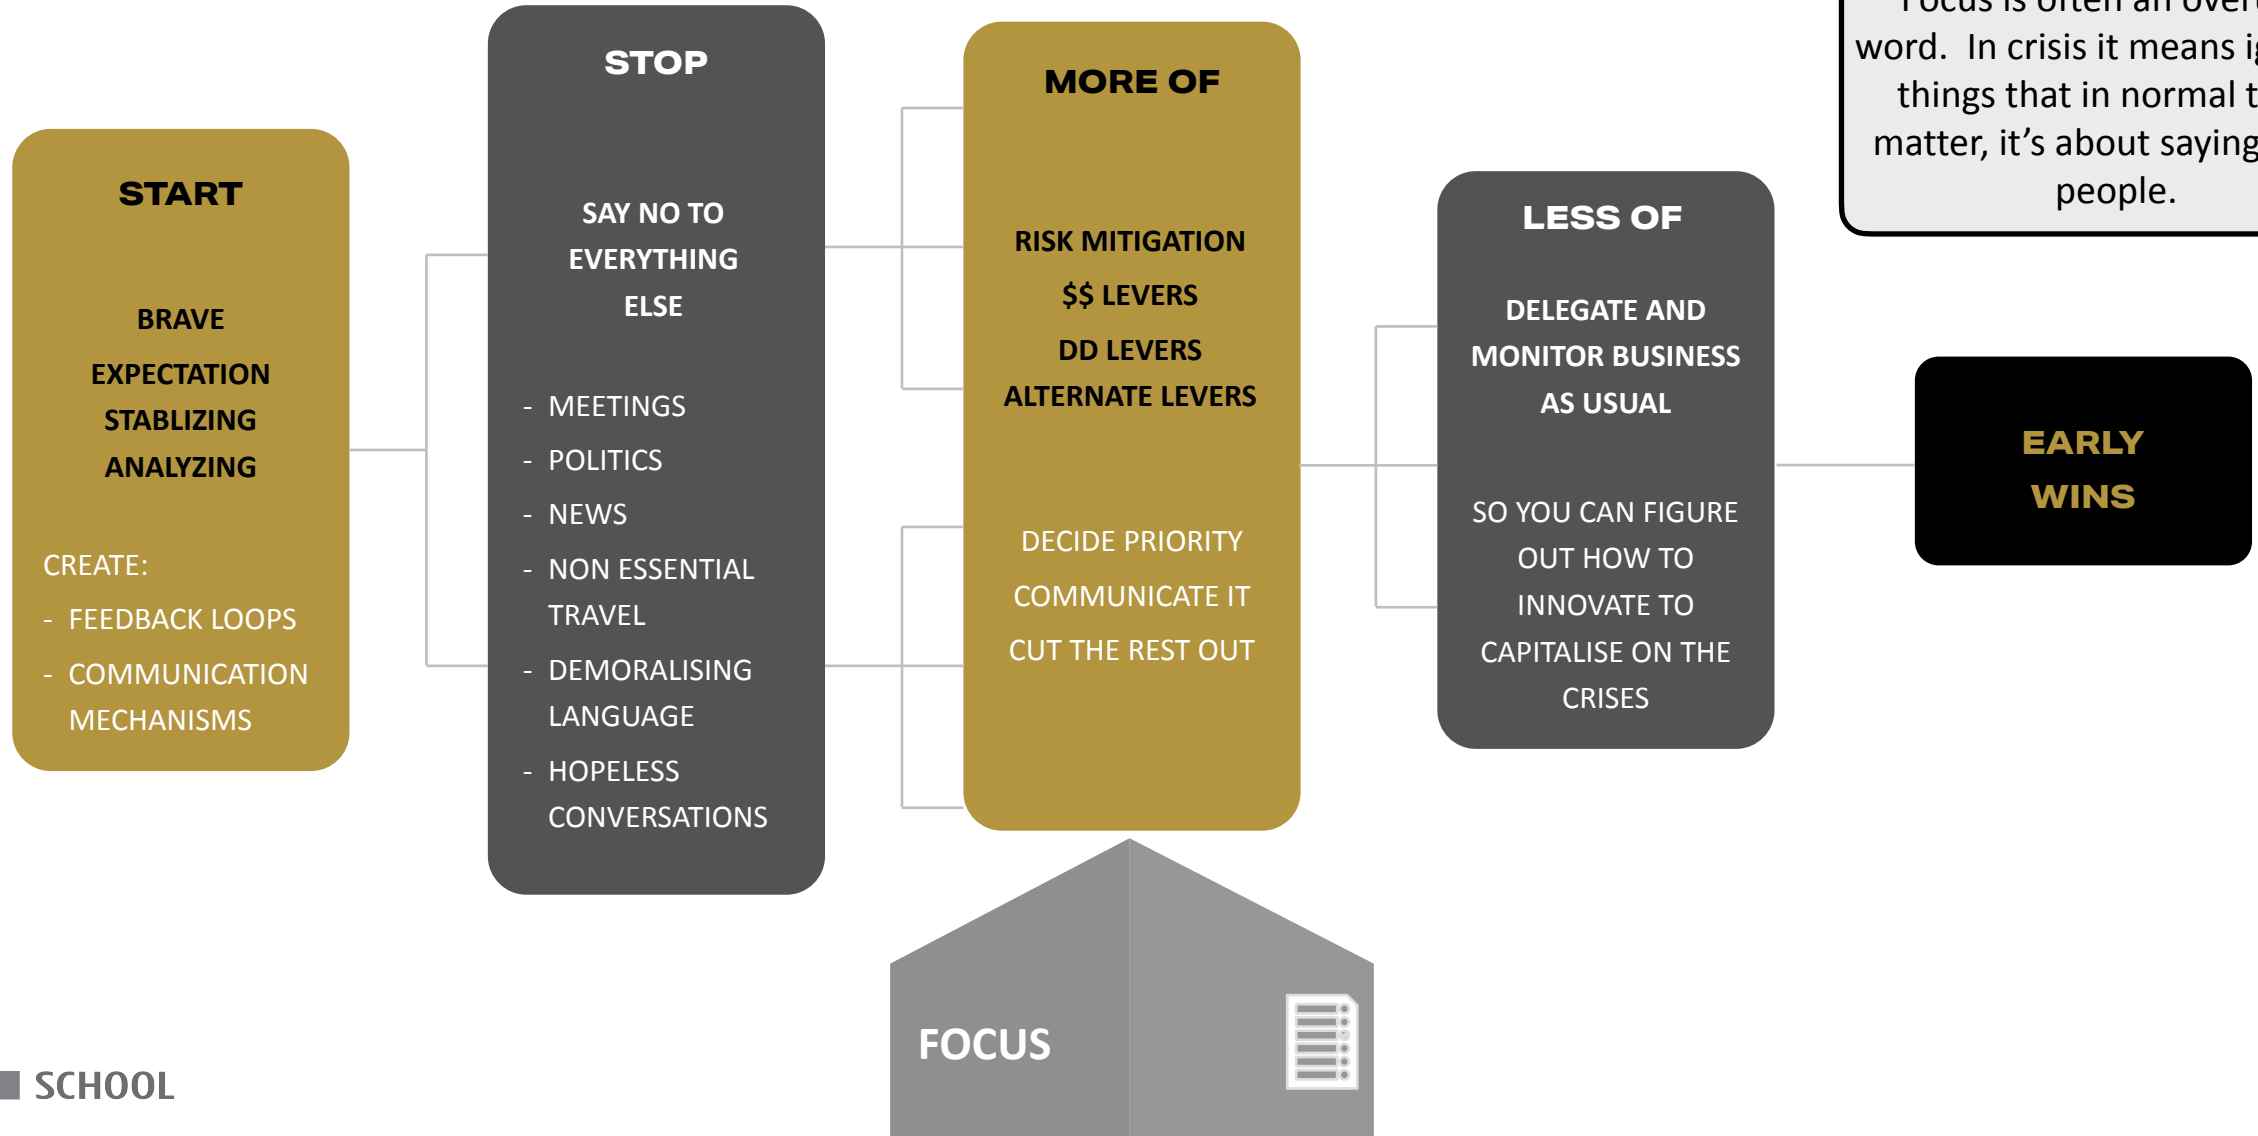 START
BRAVE
EXPECTATION
STABLIZING
ANALYZING
CREATE:
- FEEDBACK LOOPS
- COMMUNICATION
MECHANISMS
STOP
SAY NO TO
EVERYTHING
ELSE
- MEETINGS
- POLITICS
- NEWS
- NON ESSENTIAL
TRAVEL
- DEMORALISING
LANGUAGE
- HOPELESS
CONVERSATIONS
MORE OF
RISK MITIGATION
$$ LEVERS
DD LEVERS
ALTERNATE LEVERS
DECIDE PRIORITY
COMMUNICATE IT
CUT THE REST OUT
LESS OF
DELEGATE AND
MONITOR BUSINESS
AS USUAL
SO YOU CAN FIGURE
OUT HOW TO
INNOVATE TO
CAPITALISE ON THE
CRISES
Focus is often an
word. In crisis it means
things that in normal
matter, it's about saying
people.
EARLY
WINS
FOCUS
SCHOOL